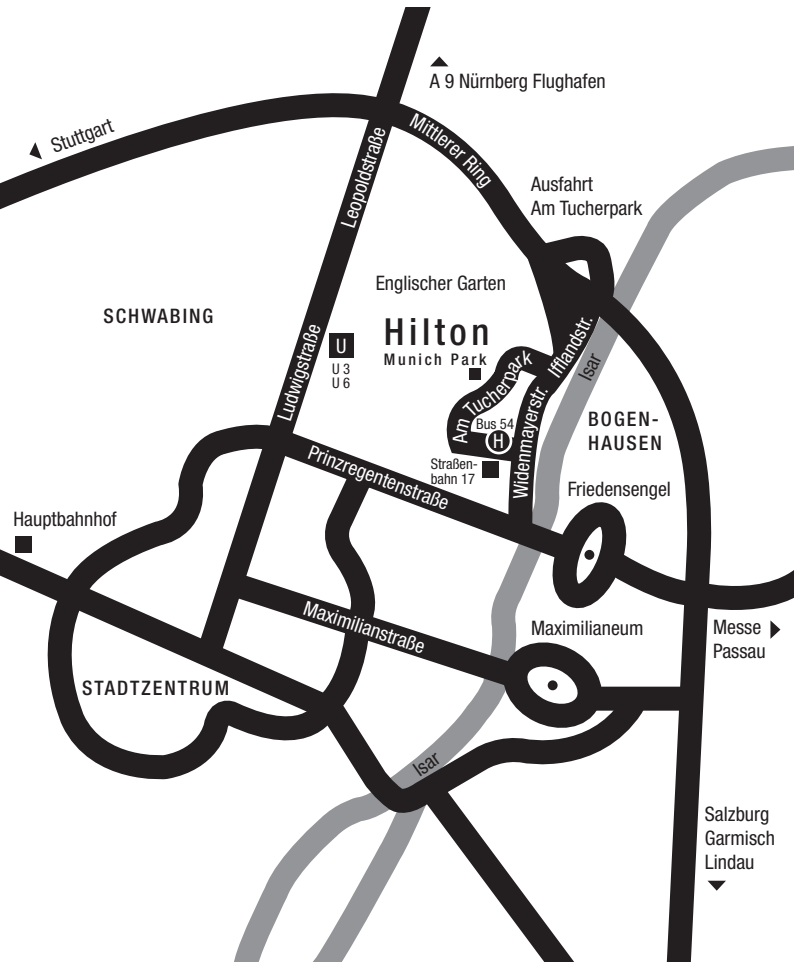 A 9 Nürnberg Flughafen
Stuttgart
Mittlerer Ring
Leopoldstraße
Ausfahrt
Am Tucherpark
Englischer Garten
SCHWABING
Hilton
Munich Park
U
U 3
U 6
Ludwigstraße
Am Tucherpark
Ifflandstr.
Isar
Bus 54
H
Widenmayerstr.
BOGEN-
HAUSEN
Straßen-
bahn 17
Prinzregentenstraße
Friedensengel
Hauptbahnhof
Maximilianstraße
Maximilianeum
Messe
Passau
STADTZENTRUM
Isar
Salzburg
Garmisch
Lindau